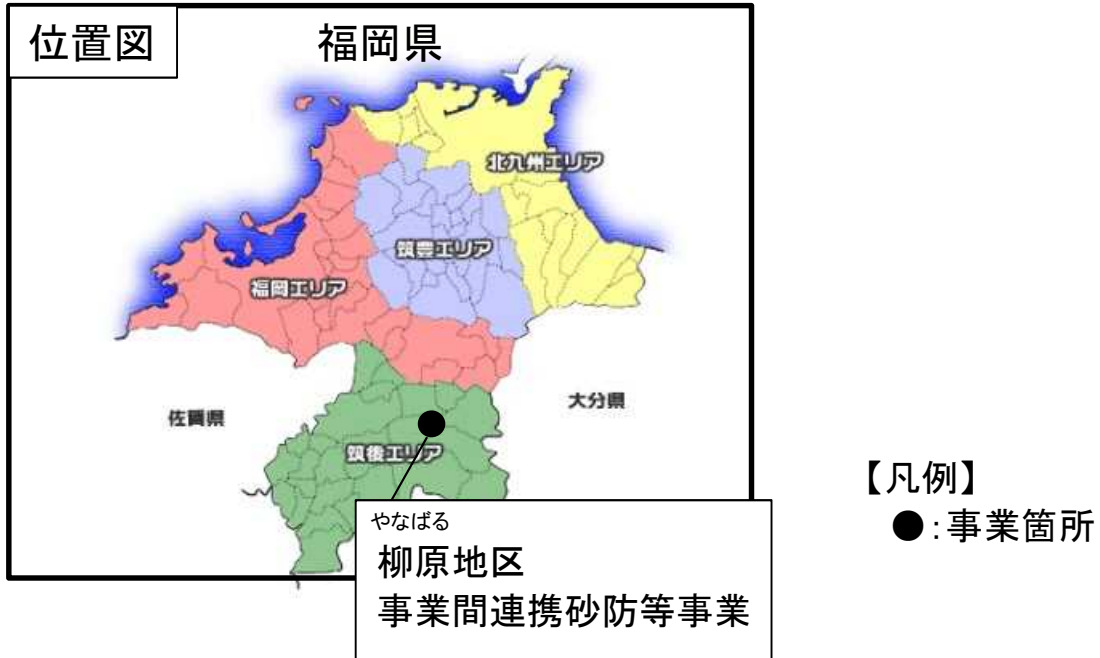 位置図
福岡県
北九州エリア
筑豊エリア
福岡エリア
佐賀県
大分県
筑後エリア
やなばる
柳原地区
事業間連携砂防等事業
【凡例】
●:事業箇所